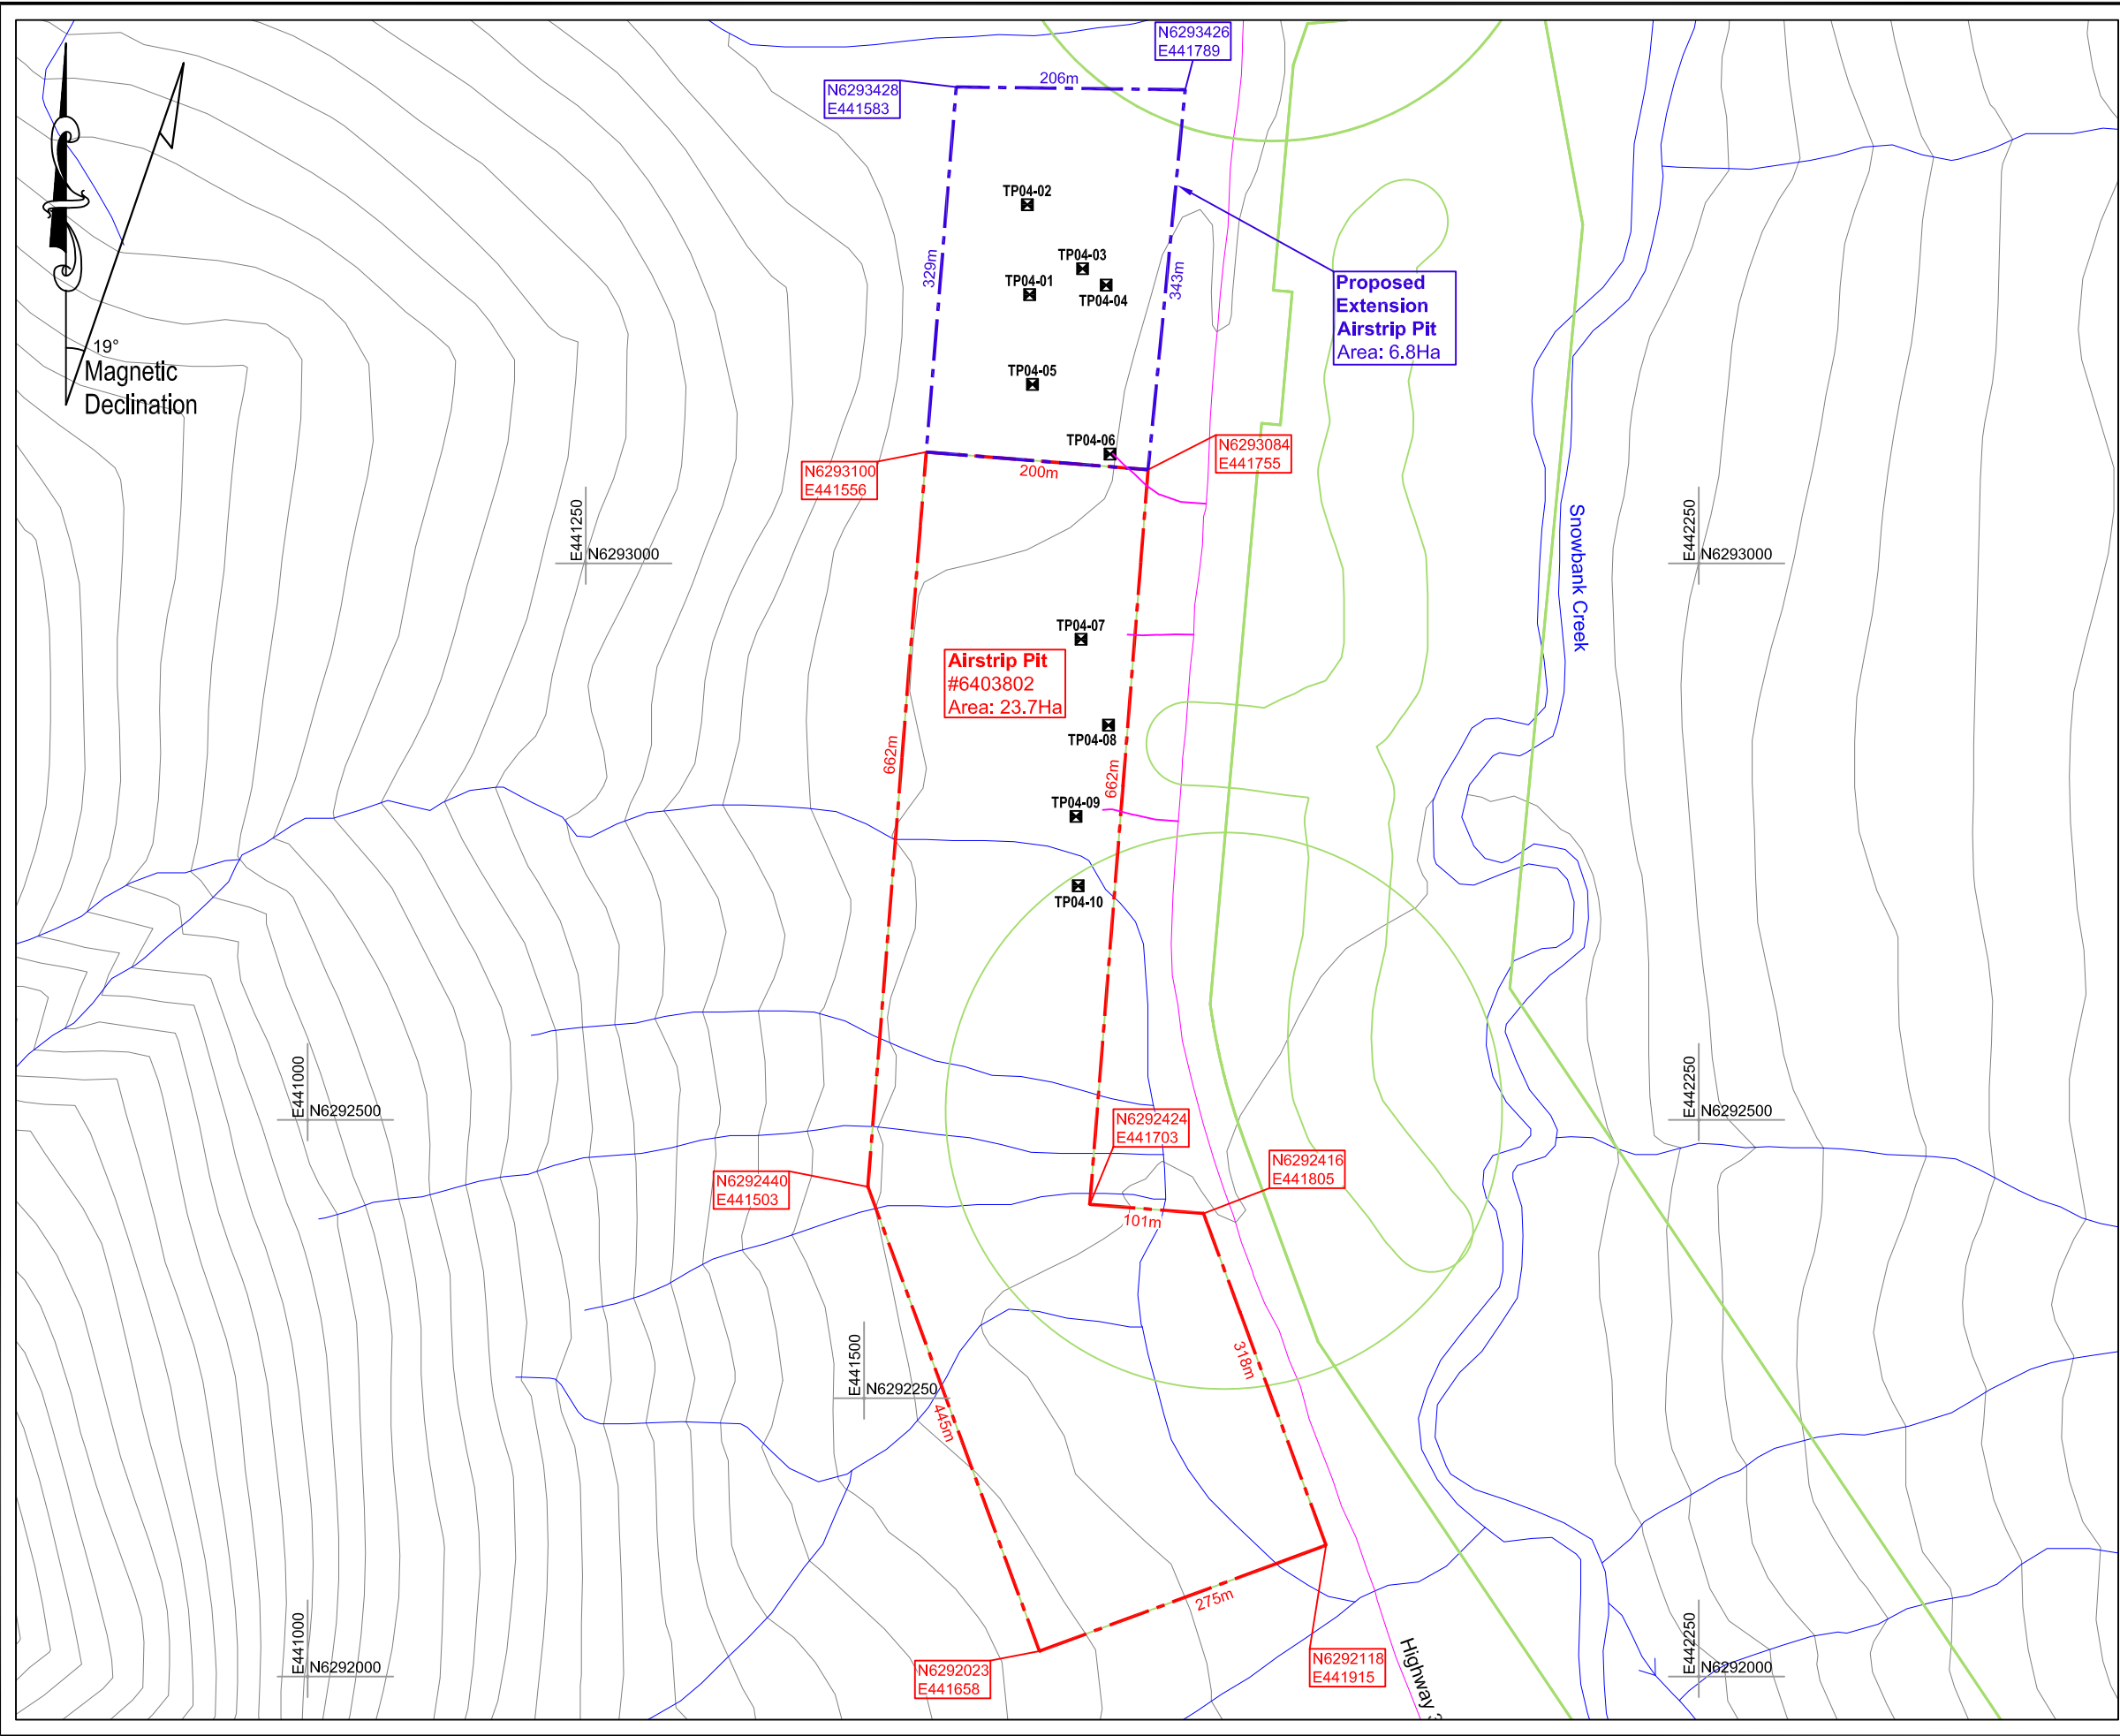 N6293426
E441789
206m
N6293428
E441583
TP04-02
TP04-03
TP04-01
TP04-04
329m
343m
Proposed
Extension
Airstrip Pit
Area: 6.8Ha
19°
Magnetic
Declination
TP04-05
TP04-06
N6293084
E441755
N6293100
E441556
200m
E441250
N6293000
E442250
N6293000
Snowbank Creek
TP04-07
Airstrip Pit
#6403802
Area: 23.7Ha
TP04-08
662m
662m
TP04-09
TP04-10
E441000
N6292500
E442250
N6292500
N6292424
E441703
N6292416
E441805
N6292440
E441503
101m
E441500
N6292250
318m
445m
275m
E441000
N6292000
E442250
N6292000
N6292023
E441658
N6292118
E441915
Highway